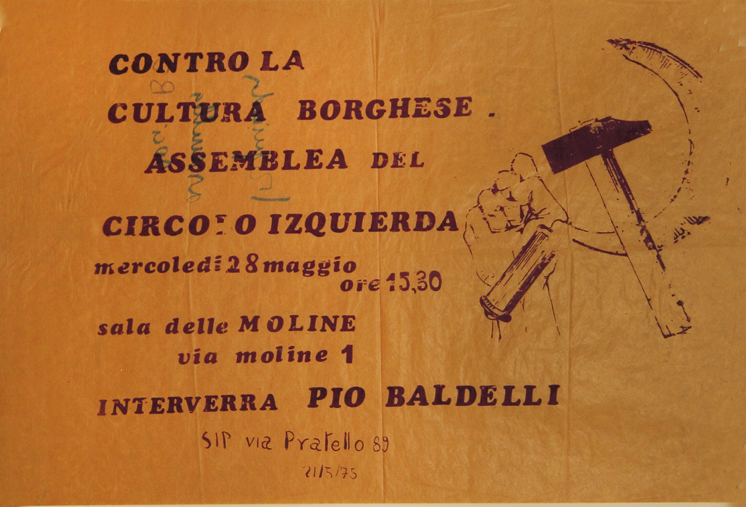 CONTRO LA
CULTURA BORGHESE.
ASSEMBLEA DEL
CIRCOLO IZQUIERDA
mercoledi 28 maggio
ore 15,30
sala delle MOLINE
via moline 1
INTERVERRA PIO BALDELLI
SIP via Pratello 89
21/5/75